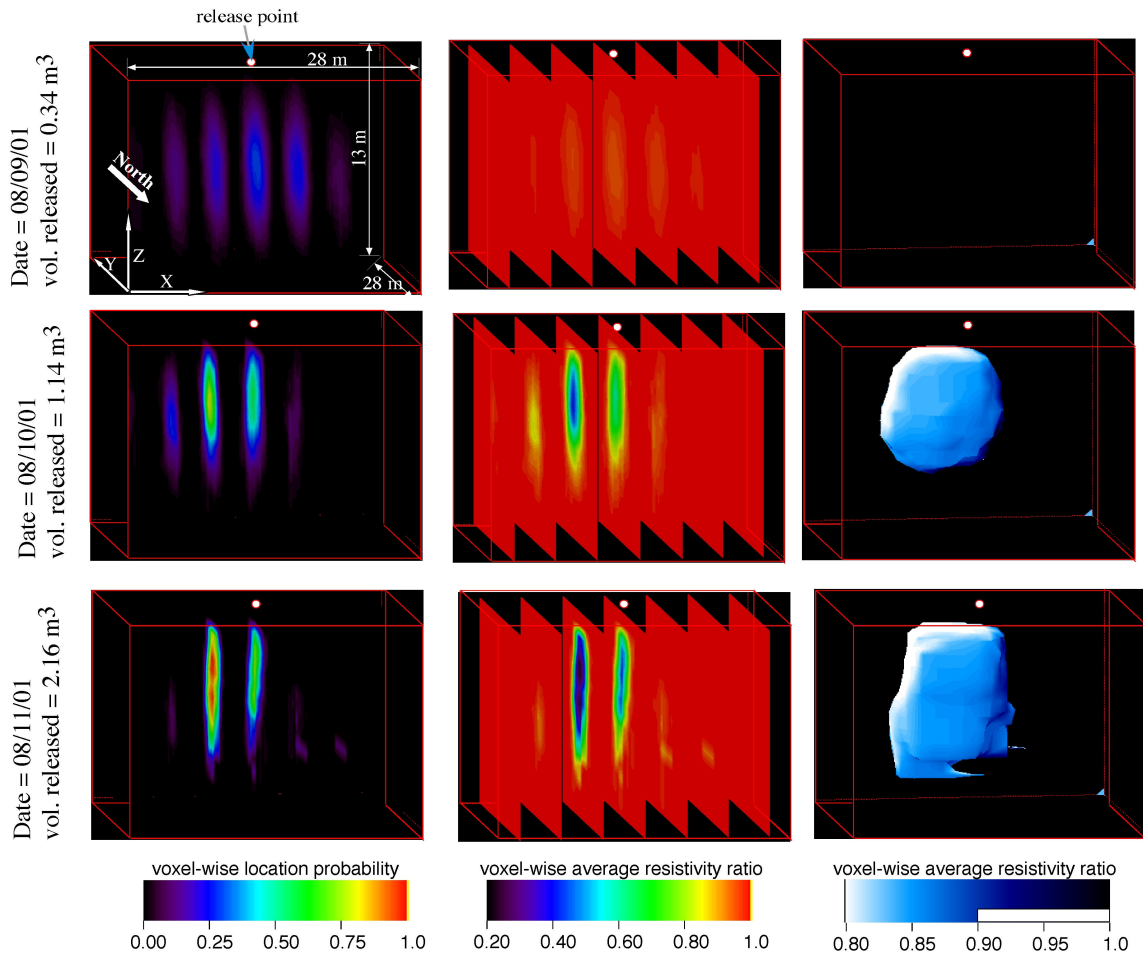 release point
28 m
13 m
North
Z
Y
X
28 m
Date = 08/09/01
vol. released = 0.34 m3
Date = 08/10/01
vol. released = 1.14 m3
Date = 08/11/01
vol. released = 2.16 m3
voxel-wise location probability
0.00 0.25 0.50 0.75 1.0
voxel-wise average resistivity ratio
0.20 0.40 0.60 0.80 1.0
voxel-wise average resistivity ratio
0.80 0.85 0.90 0.95 1.0